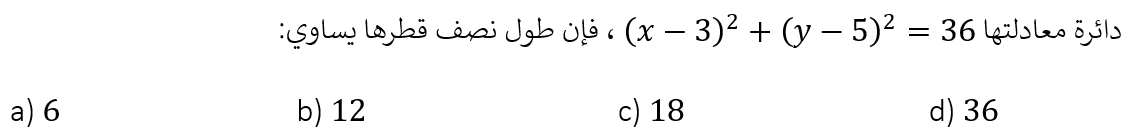 دائرة معادلتها (x − 3)² + (y − 5)² = 36 ، فإن طول نصف قطرها يساوي:
a) 6 b) 12 c) 18 d) 36